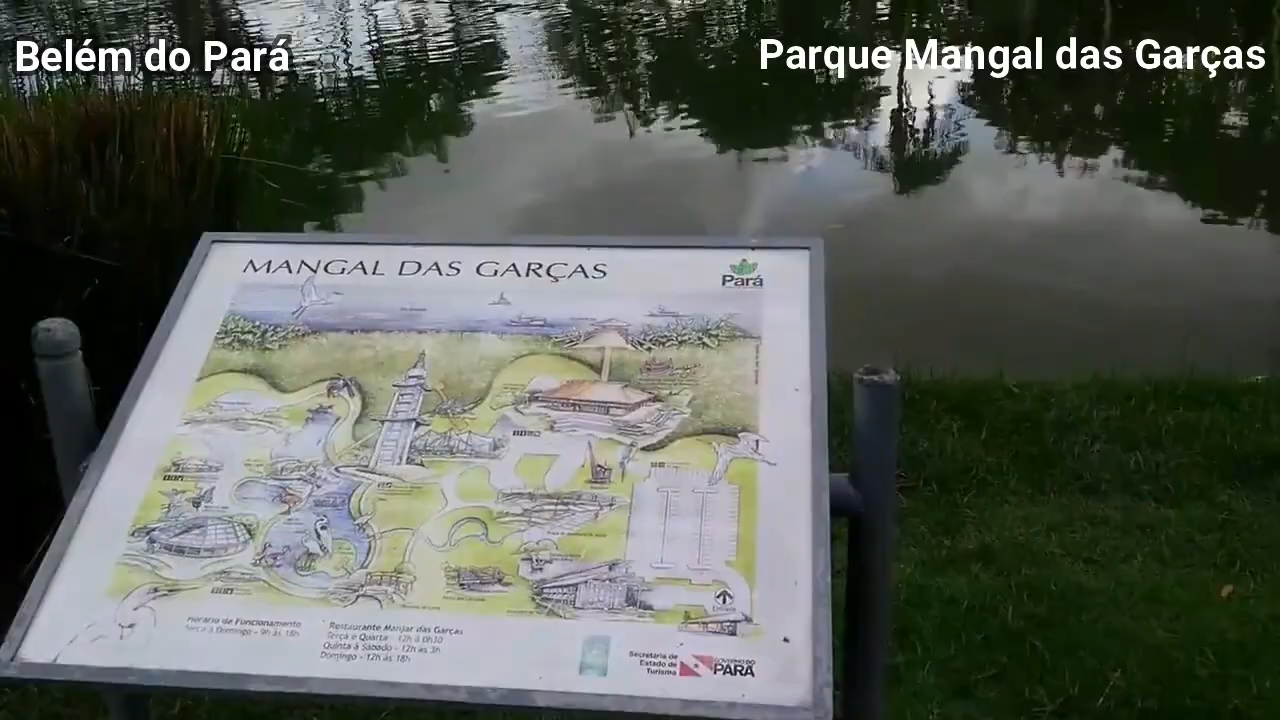 Belém do Pará
Parque Mangal das Garças
MANGAL DAS GARÇAS
Pará
Entrada
Horário de Funcionamento
Terça à Domingo - 9h às 18h
Restaurante Manjar das Garças
Terça e Quarta 12h à 0h30
Quinta à Sábado - 12h às 3h
Domingo - 12h às 18h
Secretaria de
Estado de
Turismo
GOVERNO DO
PARÁ